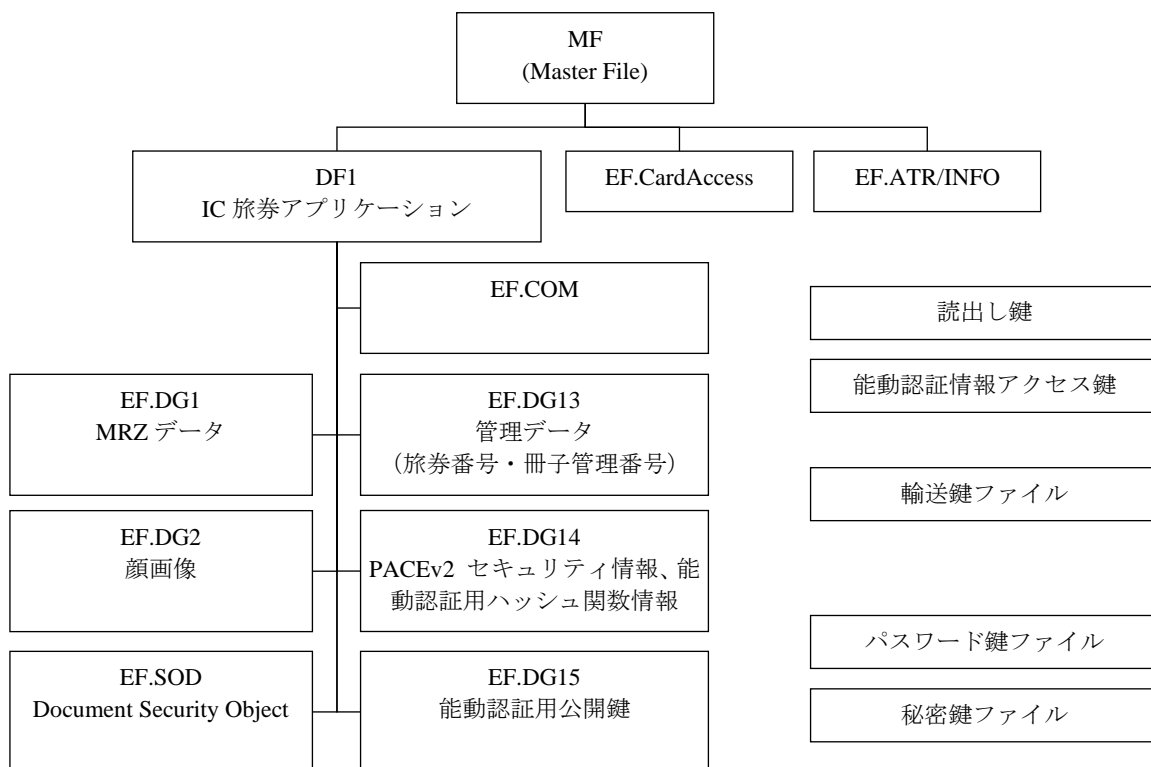 MF
(Master File)
DF1
IC 旅券アプリケーション
EF.CardAccess
EF.ATR/INFO
EF.COM
読出し鍵
能動認証情報アクセス鍵
EF.DG1
MRZ データ
EF.DG13
管理データ
（旅券番号・冊子管理番号）
輸送鍵ファイル
EF.DG2
顔画像
EF.DG14
PACEv2 セキュリティ情報、能
動認証用ハッシュ関数情報
パスワード鍵ファイル
EF.SOD
Document Security Object
EF.DG15
能動認証用公開鍵
秘密鍵ファイル